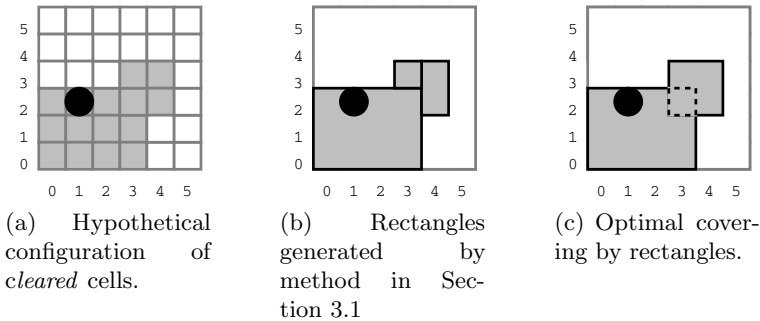 5
4
3
2
1
0
0 1 2 3 4 5
(a) Hypothetical
configuration of
cleared cells.
5
4
3
2
1
0
0 1 2 3 4 5
(b) Rectangles
generated by
method in Sec-
tion 3.1
5
4
3
2
1
0
0 1 2 3 4 5
(c) Optimal cover-
ing by rectangles.